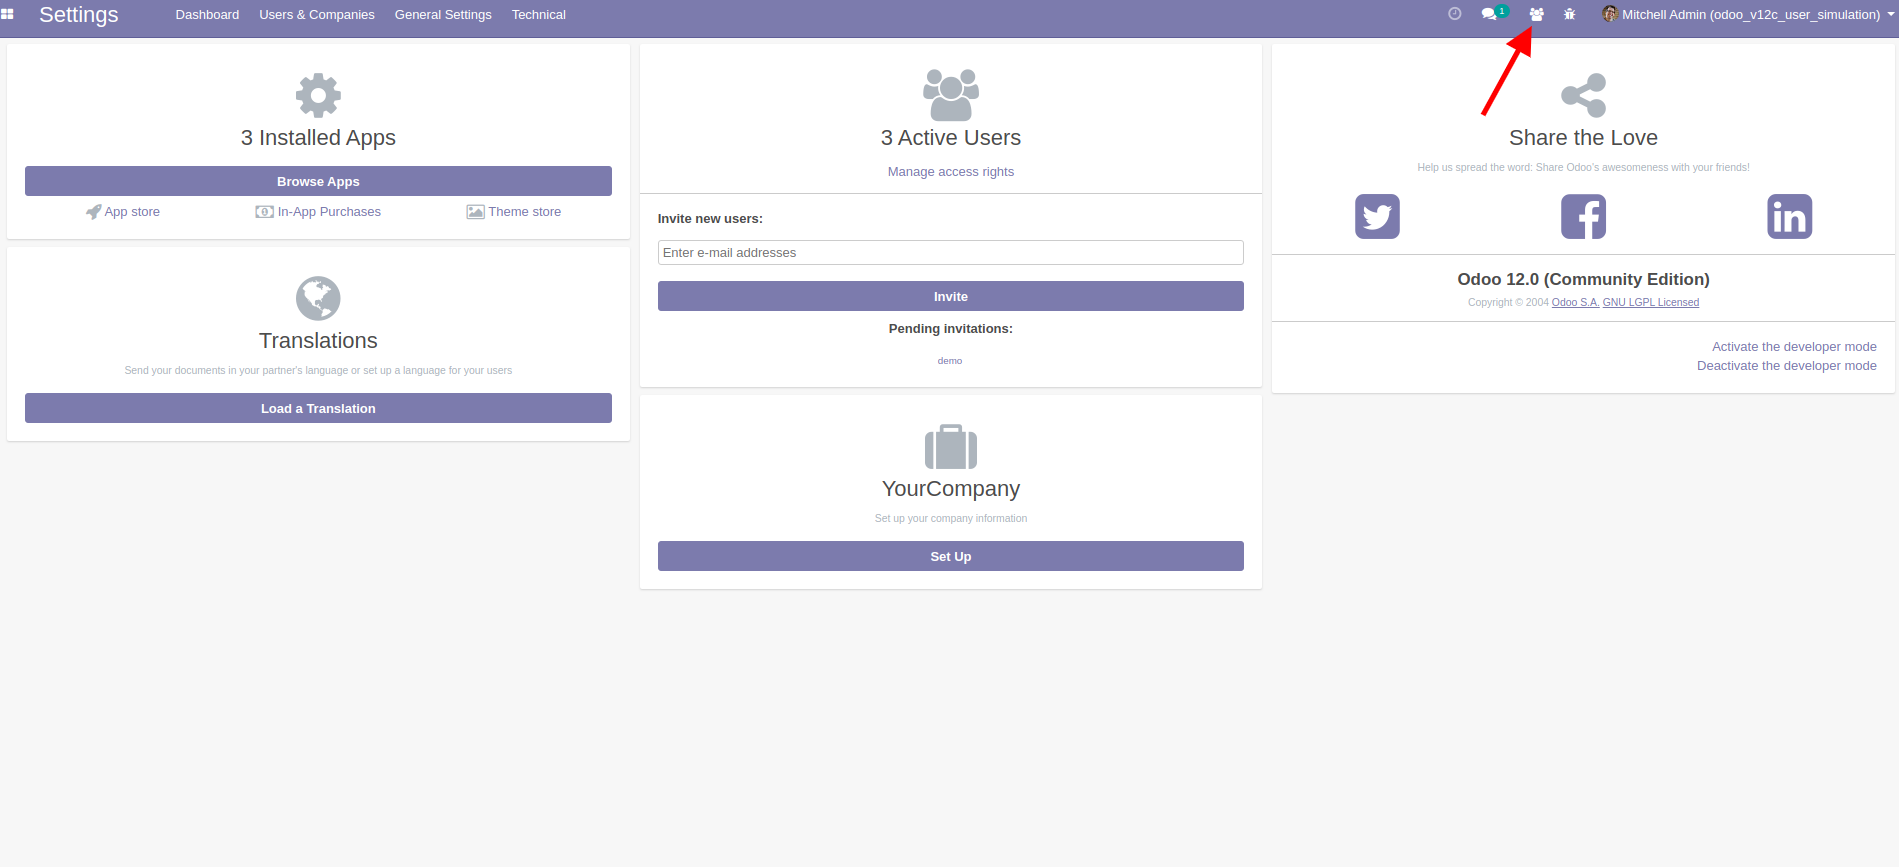 Settings
Dashboard Users & Companies General Settings Technical
1
Mitchell Admin (odoo_v12c_user_simulation)
3 Installed Apps
Browse Apps
App store
In-App Purchases
Theme store
Translations
Send your documents in your partner's language or set up a language for your users
Load a Translation
3 Active Users
Manage access rights
Invite new users:
Enter e-mail addresses
Invite
Pending invitations:
demo
YourCompany
Set up your company information
Set Up
Share the Love
Help us spread the word: Share Odoo's awesomeness with your friends!
Odoo 12.0 (Community Edition)
Copyright © 2004 Odoo S.A. GNU LGPL Licensed
Activate the developer mode
Deactivate the developer mode